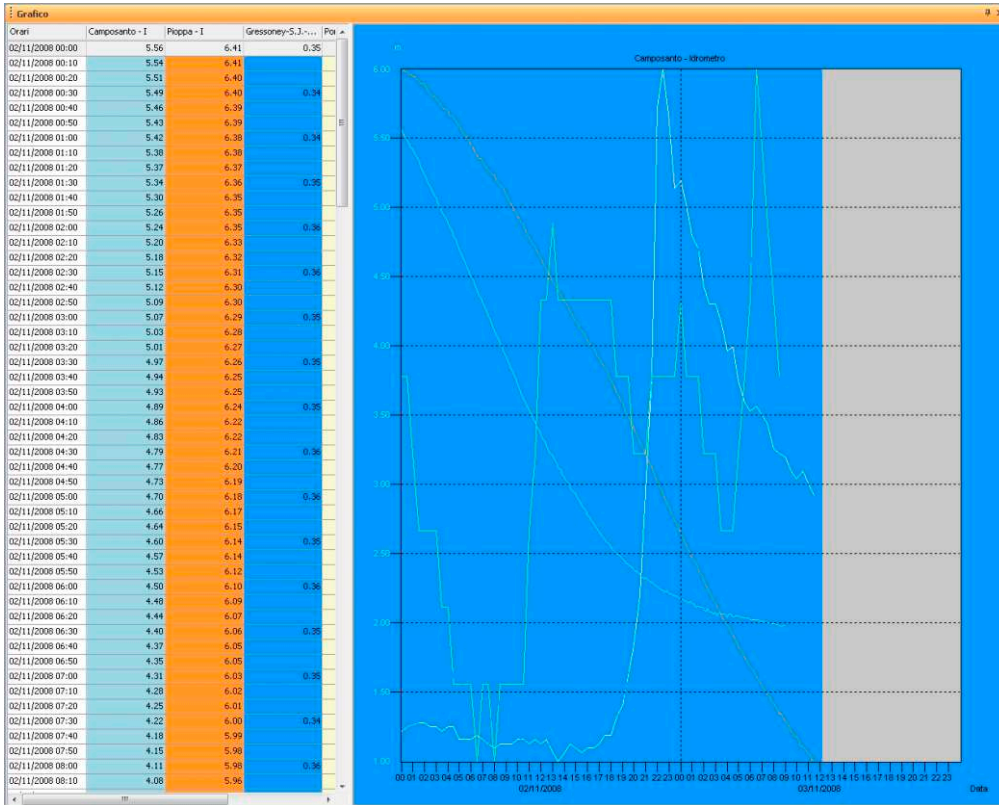 Grafico
Orari Camposanto - I Pioppa - I Gressoney-S.J.-... Poi
02/11/2008 00:00 5.56 6.41 0.35
02/11/2008 00:10 5.54 6.41
02/11/2008 00:20 5.51 6.40
02/11/2008 00:30 5.49 6.40 0.34
02/11/2008 00:40 5.46 6.39
02/11/2008 00:50 5.43 6.39
02/11/2008 01:00 5.42 6.38 0.34
02/11/2008 01:10 5.38 6.38
02/11/2008 01:20 5.37 6.37
02/11/2008 01:30 5.34 6.36 0.35
02/11/2008 01:40 5.30 6.35
02/11/2008 01:50 5.26 6.35
02/11/2008 02:00 5.24 6.35 0.36
02/11/2008 02:10 5.20 6.33
02/11/2008 02:20 5.18 6.32
02/11/2008 02:30 5.15 6.31 0.36
02/11/2008 02:40 5.12 6.30
02/11/2008 02:50 5.09 6.30
02/11/2008 03:00 5.07 6.29 0.35
02/11/2008 03:10 5.03 6.28
02/11/2008 03:20 5.01 6.27
02/11/2008 03:30 4.97 6.26 0.35
02/11/2008 03:40 4.94 6.25
02/11/2008 03:50 4.93 6.25
02/11/2008 04:00 4.89 6.24 0.35
02/11/2008 04:10 4.86 6.22
02/11/2008 04:20 4.83 6.22
02/11/2008 04:30 4.79 6.21 0.36
02/11/2008 04:40 4.77 6.20
02/11/2008 04:50 4.73 6.19
02/11/2008 05:00 4.70 6.18 0.36
02/11/2008 05:10 4.66 6.17
02/11/2008 05:20 4.64 6.15
02/11/2008 05:30 4.60 6.14 0.35
02/11/2008 05:40 4.57 6.14
02/11/2008 05:50 4.53 6.12
02/11/2008 06:00 4.50 6.10 0.36
02/11/2008 06:10 4.48 6.09
02/11/2008 06:20 4.44 6.07
02/11/2008 06:30 4.40 6.06 0.35
02/11/2008 06:40 4.37 6.05
02/11/2008 06:50 4.35 6.05
02/11/2008 07:00 4.31 6.03 0.35
02/11/2008 07:10 4.28 6.02
02/11/2008 07:20 4.25 6.01
02/11/2008 07:30 4.22 6.00 0.34
02/11/2008 07:40 4.18 5.99
02/11/2008 07:50 4.15 5.98
02/11/2008 08:00 4.11 5.98 0.36
02/11/2008 08:10 4.08 5.96
m
Camposanto - Idrometro
6.00
5.50
5.00
4.50
4.00
3.50
3.00
2.50
2.00
1.50
1.00
00 01 02 03 04 05 06 07 08 09 10 11 12 13 14 15 16 17 18 19 20 21 22 23 00 01 02 03 04 05 06 07 08 09 10 11 12 13 14 15 16 17 18 19 20 21 22 23
02/11/2008 03/11/2008 Data